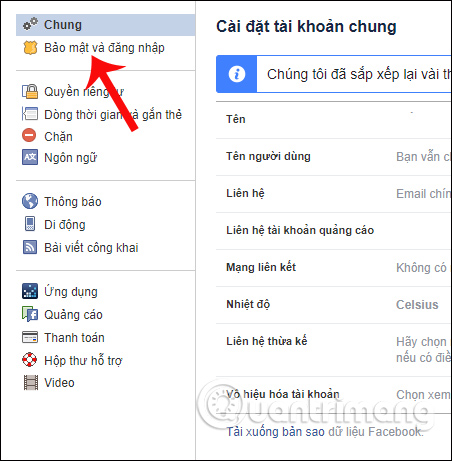 Chung
Bảo mật và đăng nhập
Quyền riêng tư
Dòng thời gian và gắn thẻ
Chặn
Ngôn ngữ
Thông báo
Di động
Bài viết công khai
Ứng dụng
Quảng cáo
Thanh toán
Hộp thư hỗ trợ
Video
Cài đặt tài khoản chung
Chúng tôi đã sắp xếp lại vài th
Tên
Tên người dùng Bạn vẫn c
Liên hệ Email chín
Liên hệ tài khoản quảng cáo
Mạng liên kết Không có l
Nhiệt độ Celsius
Liên hệ thừa kế Hãy chọn
nếu có điề
Vô hiệu hóa tài khoản Chọn xem
Tải xuống bản sao dữ liệu Facebook.
Quantrimang